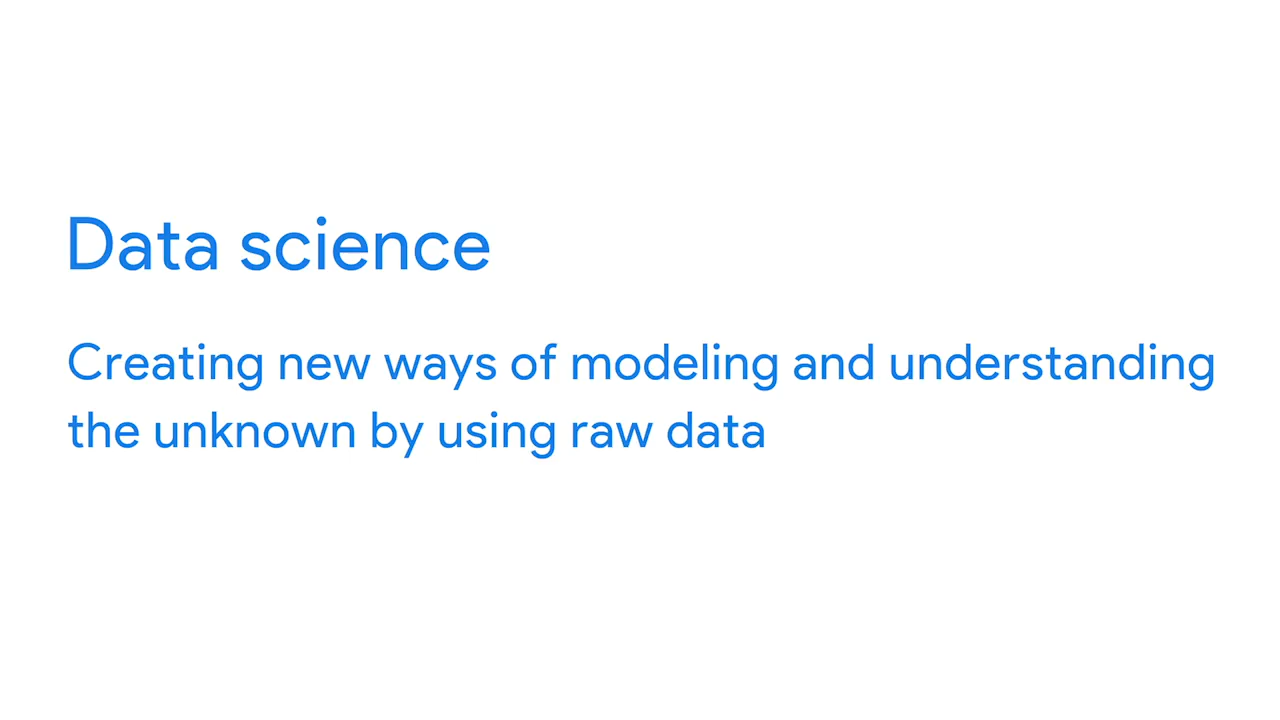 Data science
Creating new ways of modeling and understanding
the unknown by using raw data